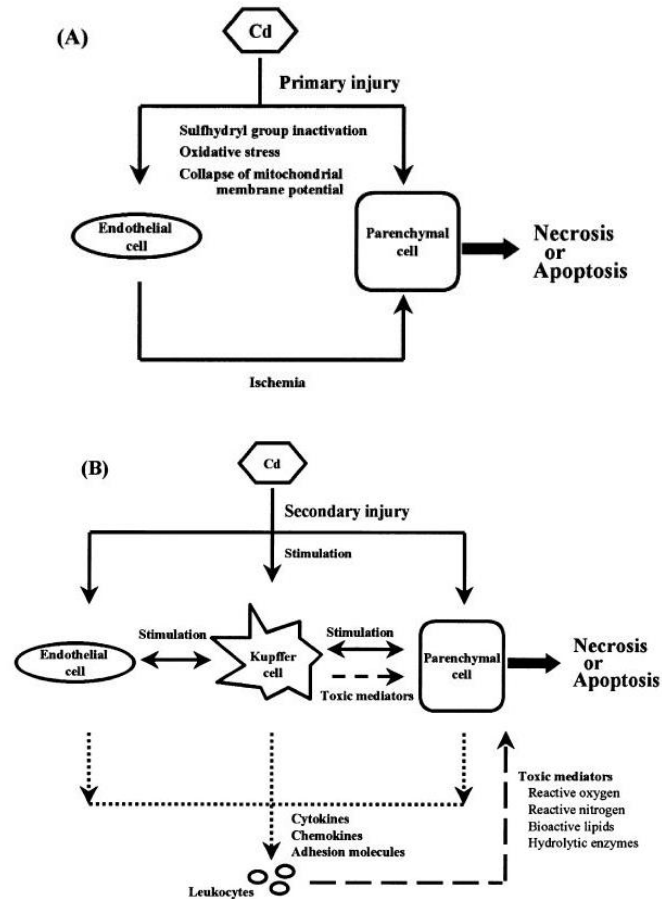 (A)
Cd
Primary injury
Sulfhydryl group inactivation
Oxidative stress
Collapse of mitochondrial
membrane potential
Endothelial
cell
Parenchymal
cell
Necrosis
or
Apoptosis
Ischemia
(B)
Cd
Secondary injury
Stimulation
Stimulation
Stimulation
Endothelial
cell
Kupffer
cell
Parenchymal
cell
Toxic mediators
Necrosis
or
Apoptosis
Toxic mediators
Reactive oxygen
Reactive nitrogen
Bioactive lipids
Hydrolytic enzymes
Cytokines
Chemokines
Adhesion molecules
Leukocytes